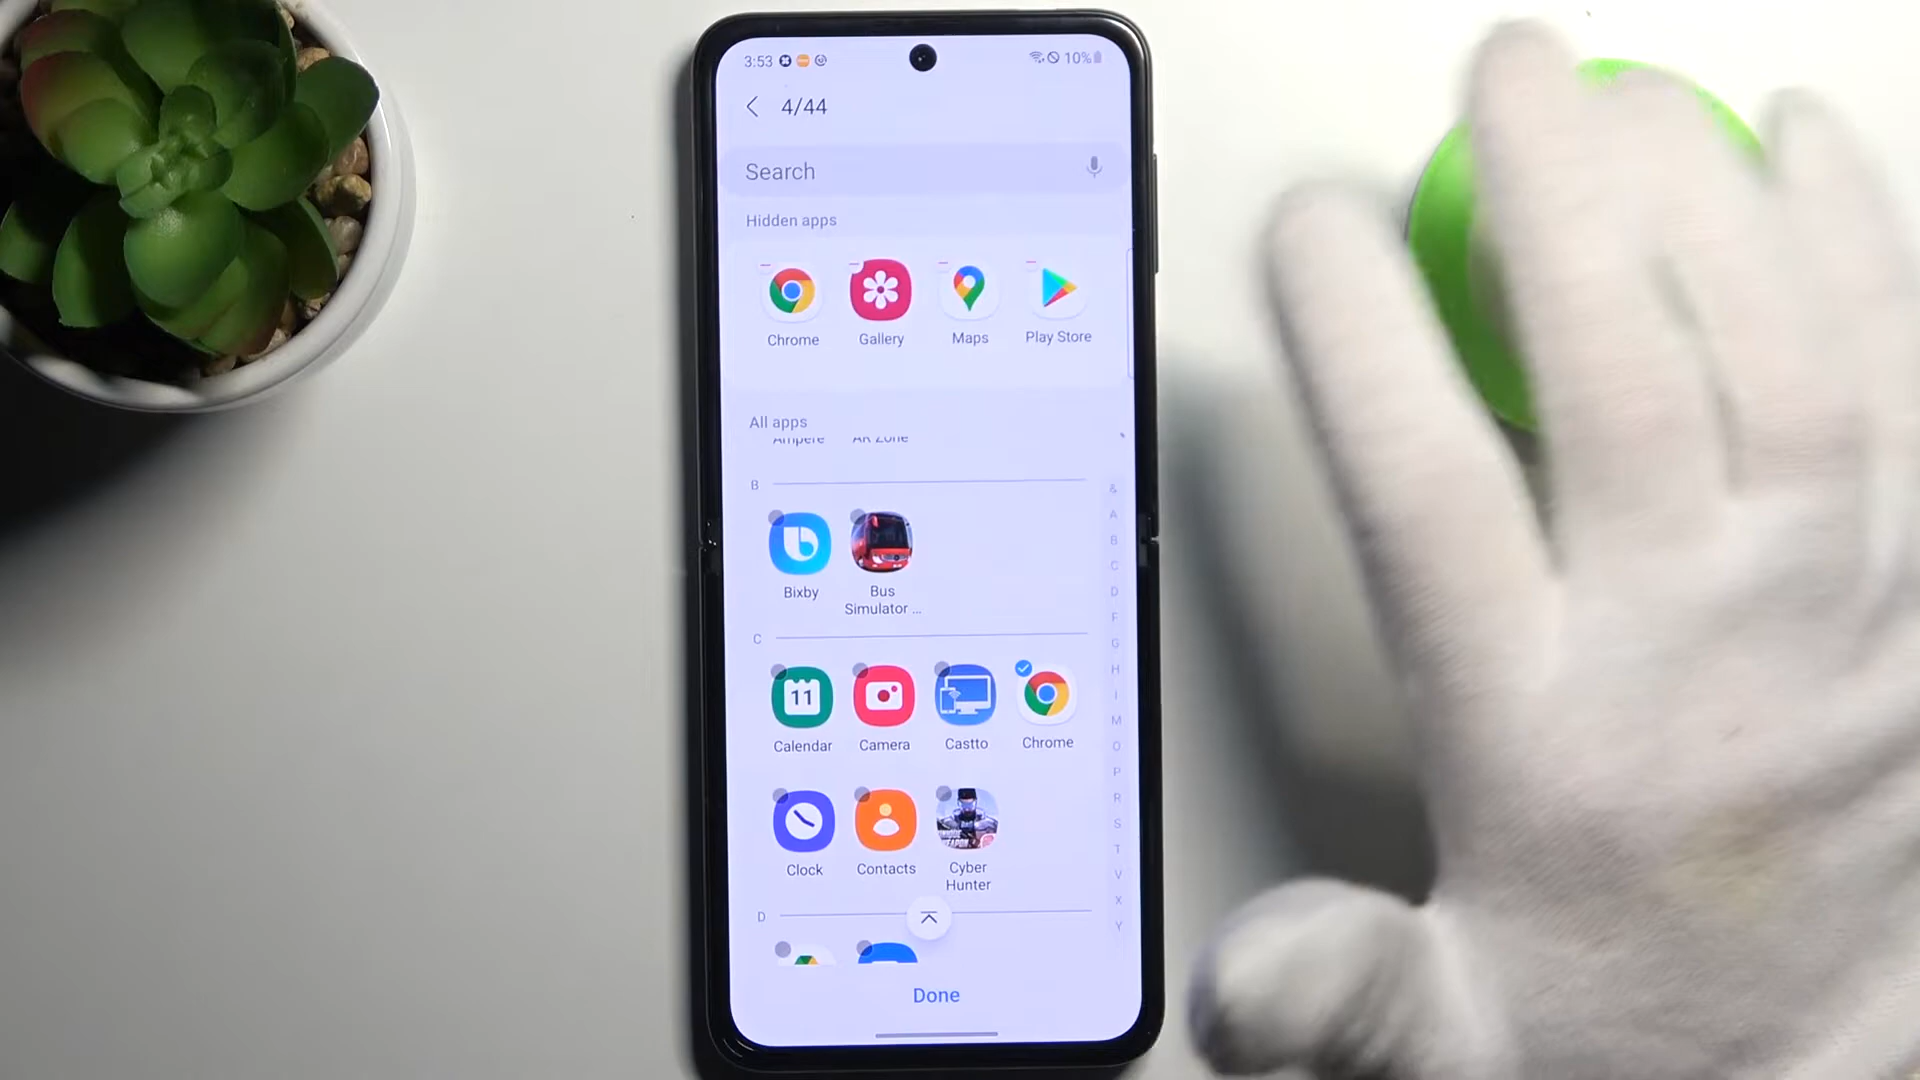 3:53
10%
4/44
Search
Hidden apps
Chrome
Gallery
Maps
Play Store
All apps
Ampere
AR Zone
B
Bixby
Bus Simulator ...
C
11
Calendar
Camera
Castto
Chrome
Clock
Contacts
Cyber Hunter
D
&
A
B
C
D
F
G
H
I
M
O
P
R
S
T
V
X
Y
Done